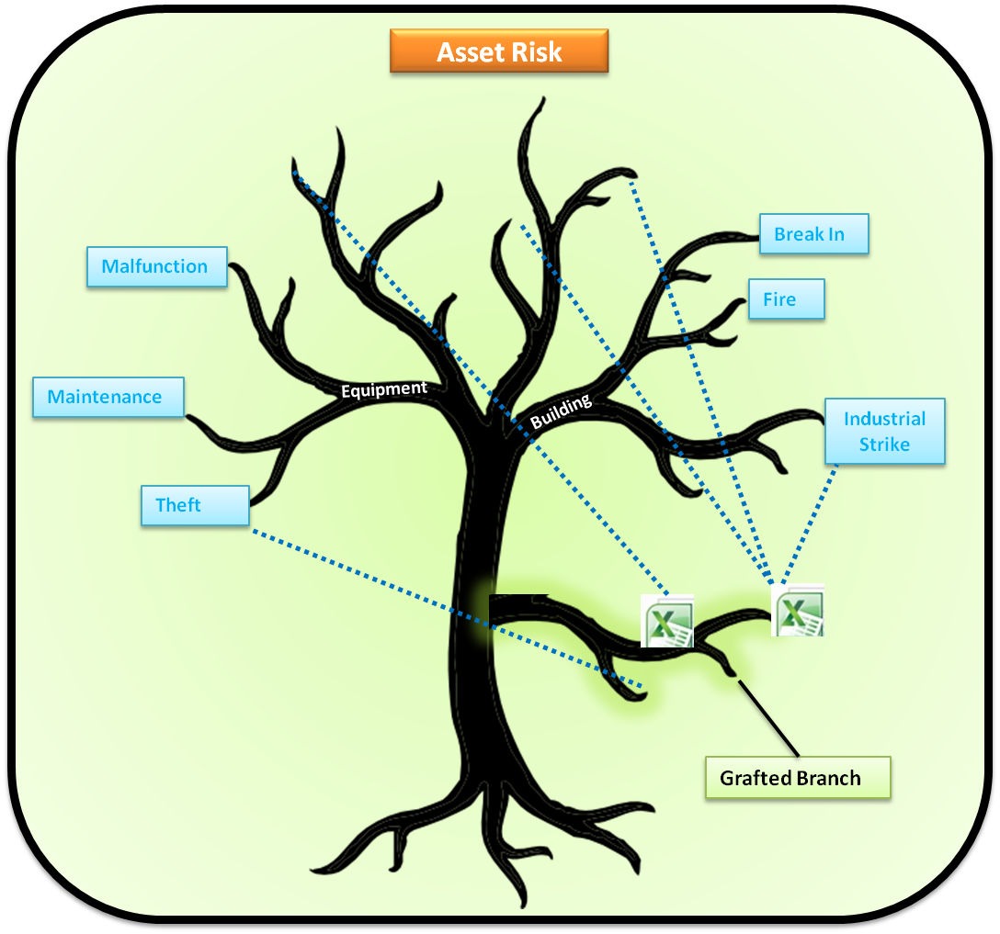 Asset Risk
Break In
Malfunction
Fire
Equipment
Maintenance
Building
Industrial
Strike
Theft
Grafted Branch